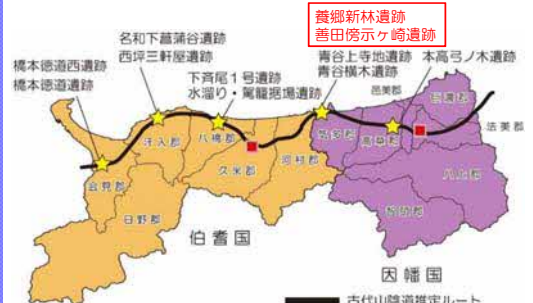 養郷新林遺跡
善田傍示ヶ崎遺跡
名和下菖蒲谷遺跡
西坪三軒屋遺跡
橋本徳道西遺跡
橋本徳道遺跡
下斉尾1号遺跡
水溜り・駕籠据場遺跡
青谷上寺地遺跡
青谷横木遺跡
本高弓ノ木遺跡
邑美郡
巨濃郡
法美郡
汗入郡
八橋郡
久米郡
河村郡
気多郡
高草郡
八上郡
会見郡
日野郡
智頭郡
伯耆国
因幡国
古代山陰道推定ルート